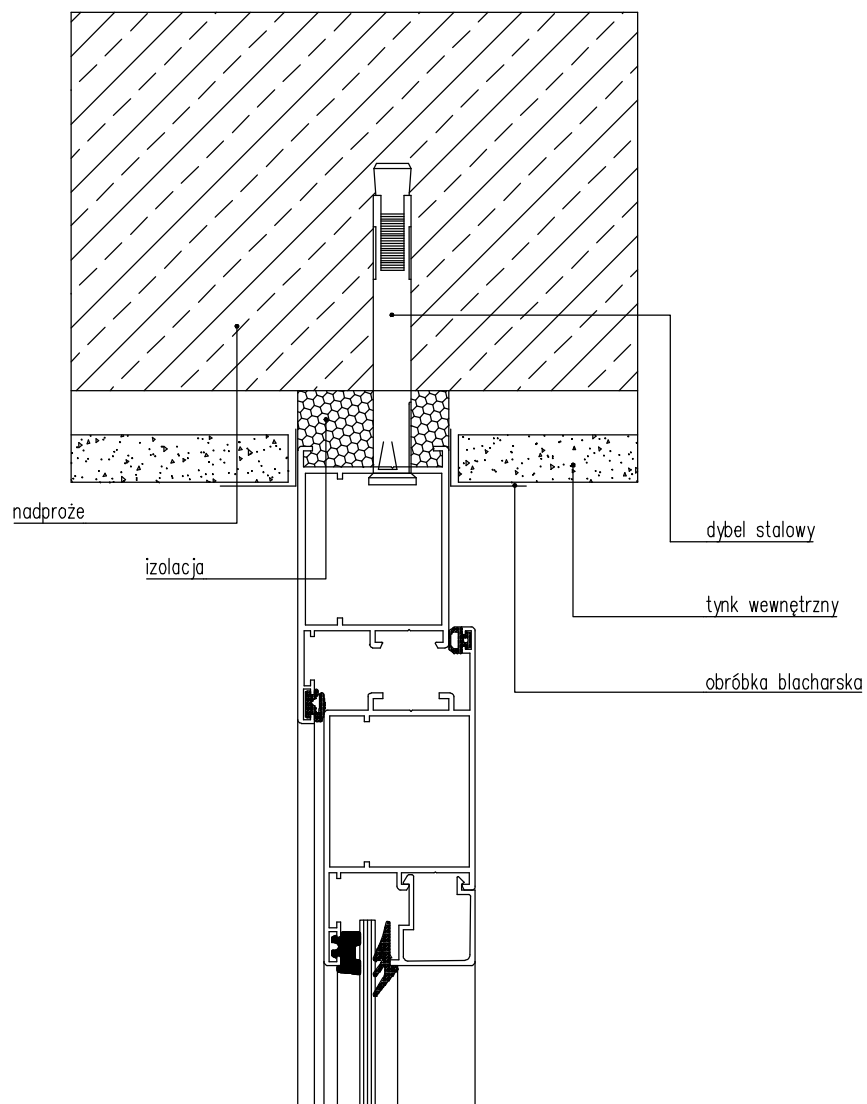 nadproże
dybel stalowy
izolacja
tynk wewnętrzny
obróbka blacharska